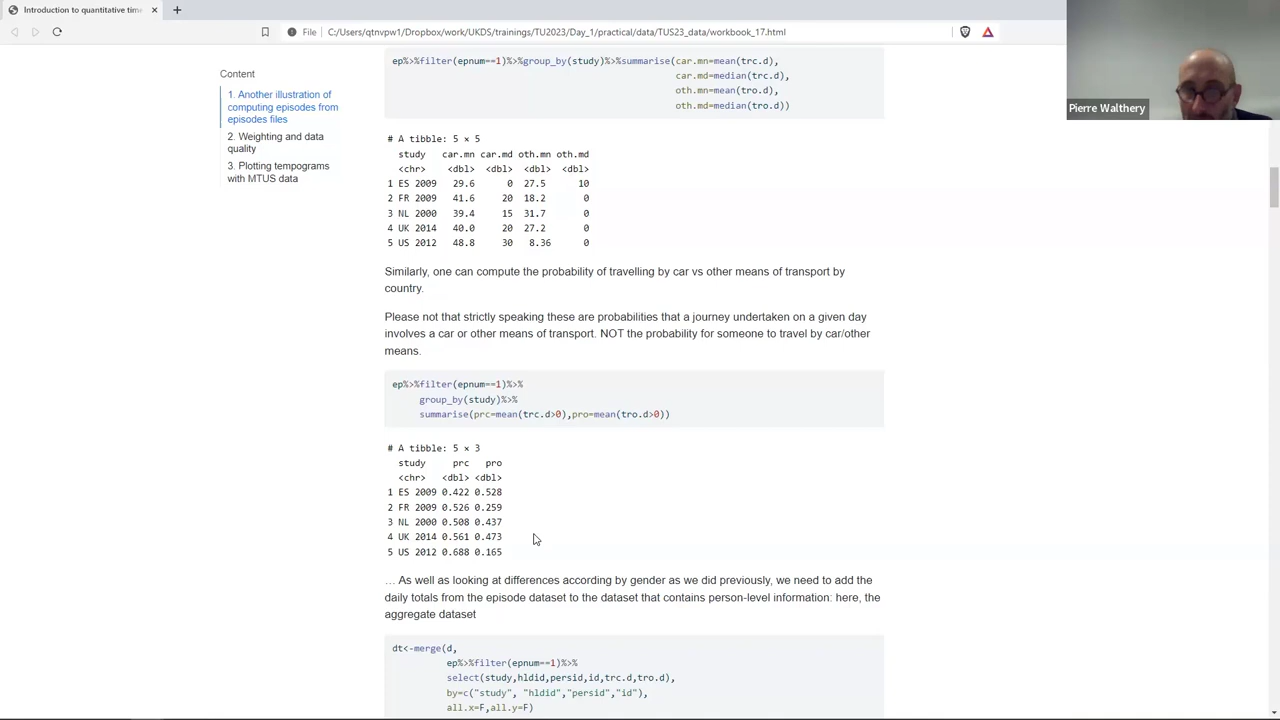 Introduction to quantitative tim
File
C:/Users/qtnvpw1/Dropbox/work/UKDS/trainings/TU2023/Day_1/practical/data/TUS23_data/workbook_17.html
Pierre Walthery
Content
1. Another illustration of
computing episodes from
episodes files
2. Weighting and data
quality
3. Plotting tempograms
with MTUS data
ep%>%filter(epnum==1)%>%group_by(study)%>%summarise(car.mn=mean(trc.d),
car.md=median(trc.d),
oth.mn=mean(tro.d),
oth.md=median(tro.d))
# A tibble: 5 × 5
study car.mn car.md oth.mn oth.md
<chr> <dbl> <dbl> <dbl> <dbl>
1 ES 2009 29.6 0 27.5 10
2 FR 2009 41.6 20 18.2 0
3 NL 2000 39.4 15 31.7 0
4 UK 2014 40.0 20 27.2 0
5 US 2012 48.8 30 8.36 0
Similarly, one can compute the probability of travelling by car vs other means of transport by
country.
Please not that strictly speaking these are probabilities that a journey undertaken on a given day
involves a car or other means of transport. NOT the probability for someone to travel by car/other
means.
ep%>%filter(epnum==1)%>%
group_by(study)%>%
summarise(prc=mean(trc.d>0),pro=mean(tro.d>0))
# A tibble: 5 × 3
study prc pro
<chr> <dbl> <dbl>
1 ES 2009 0.422 0.528
2 FR 2009 0.526 0.259
3 NL 2000 0.508 0.437
4 UK 2014 0.561 0.473
5 US 2012 0.688 0.165
… As well as looking at differences according by gender as we did previously, we need to add the
daily totals from the episode dataset to the dataset that contains person-level information: here, the
aggregate dataset
dt<-merge(d,
ep%>%filter(epnum==1)%>%
select(study,hldid,persid,id,trc.d,tro.d),
by=c("study", "hldid","persid","id"),
all.x=F,all.y=F)